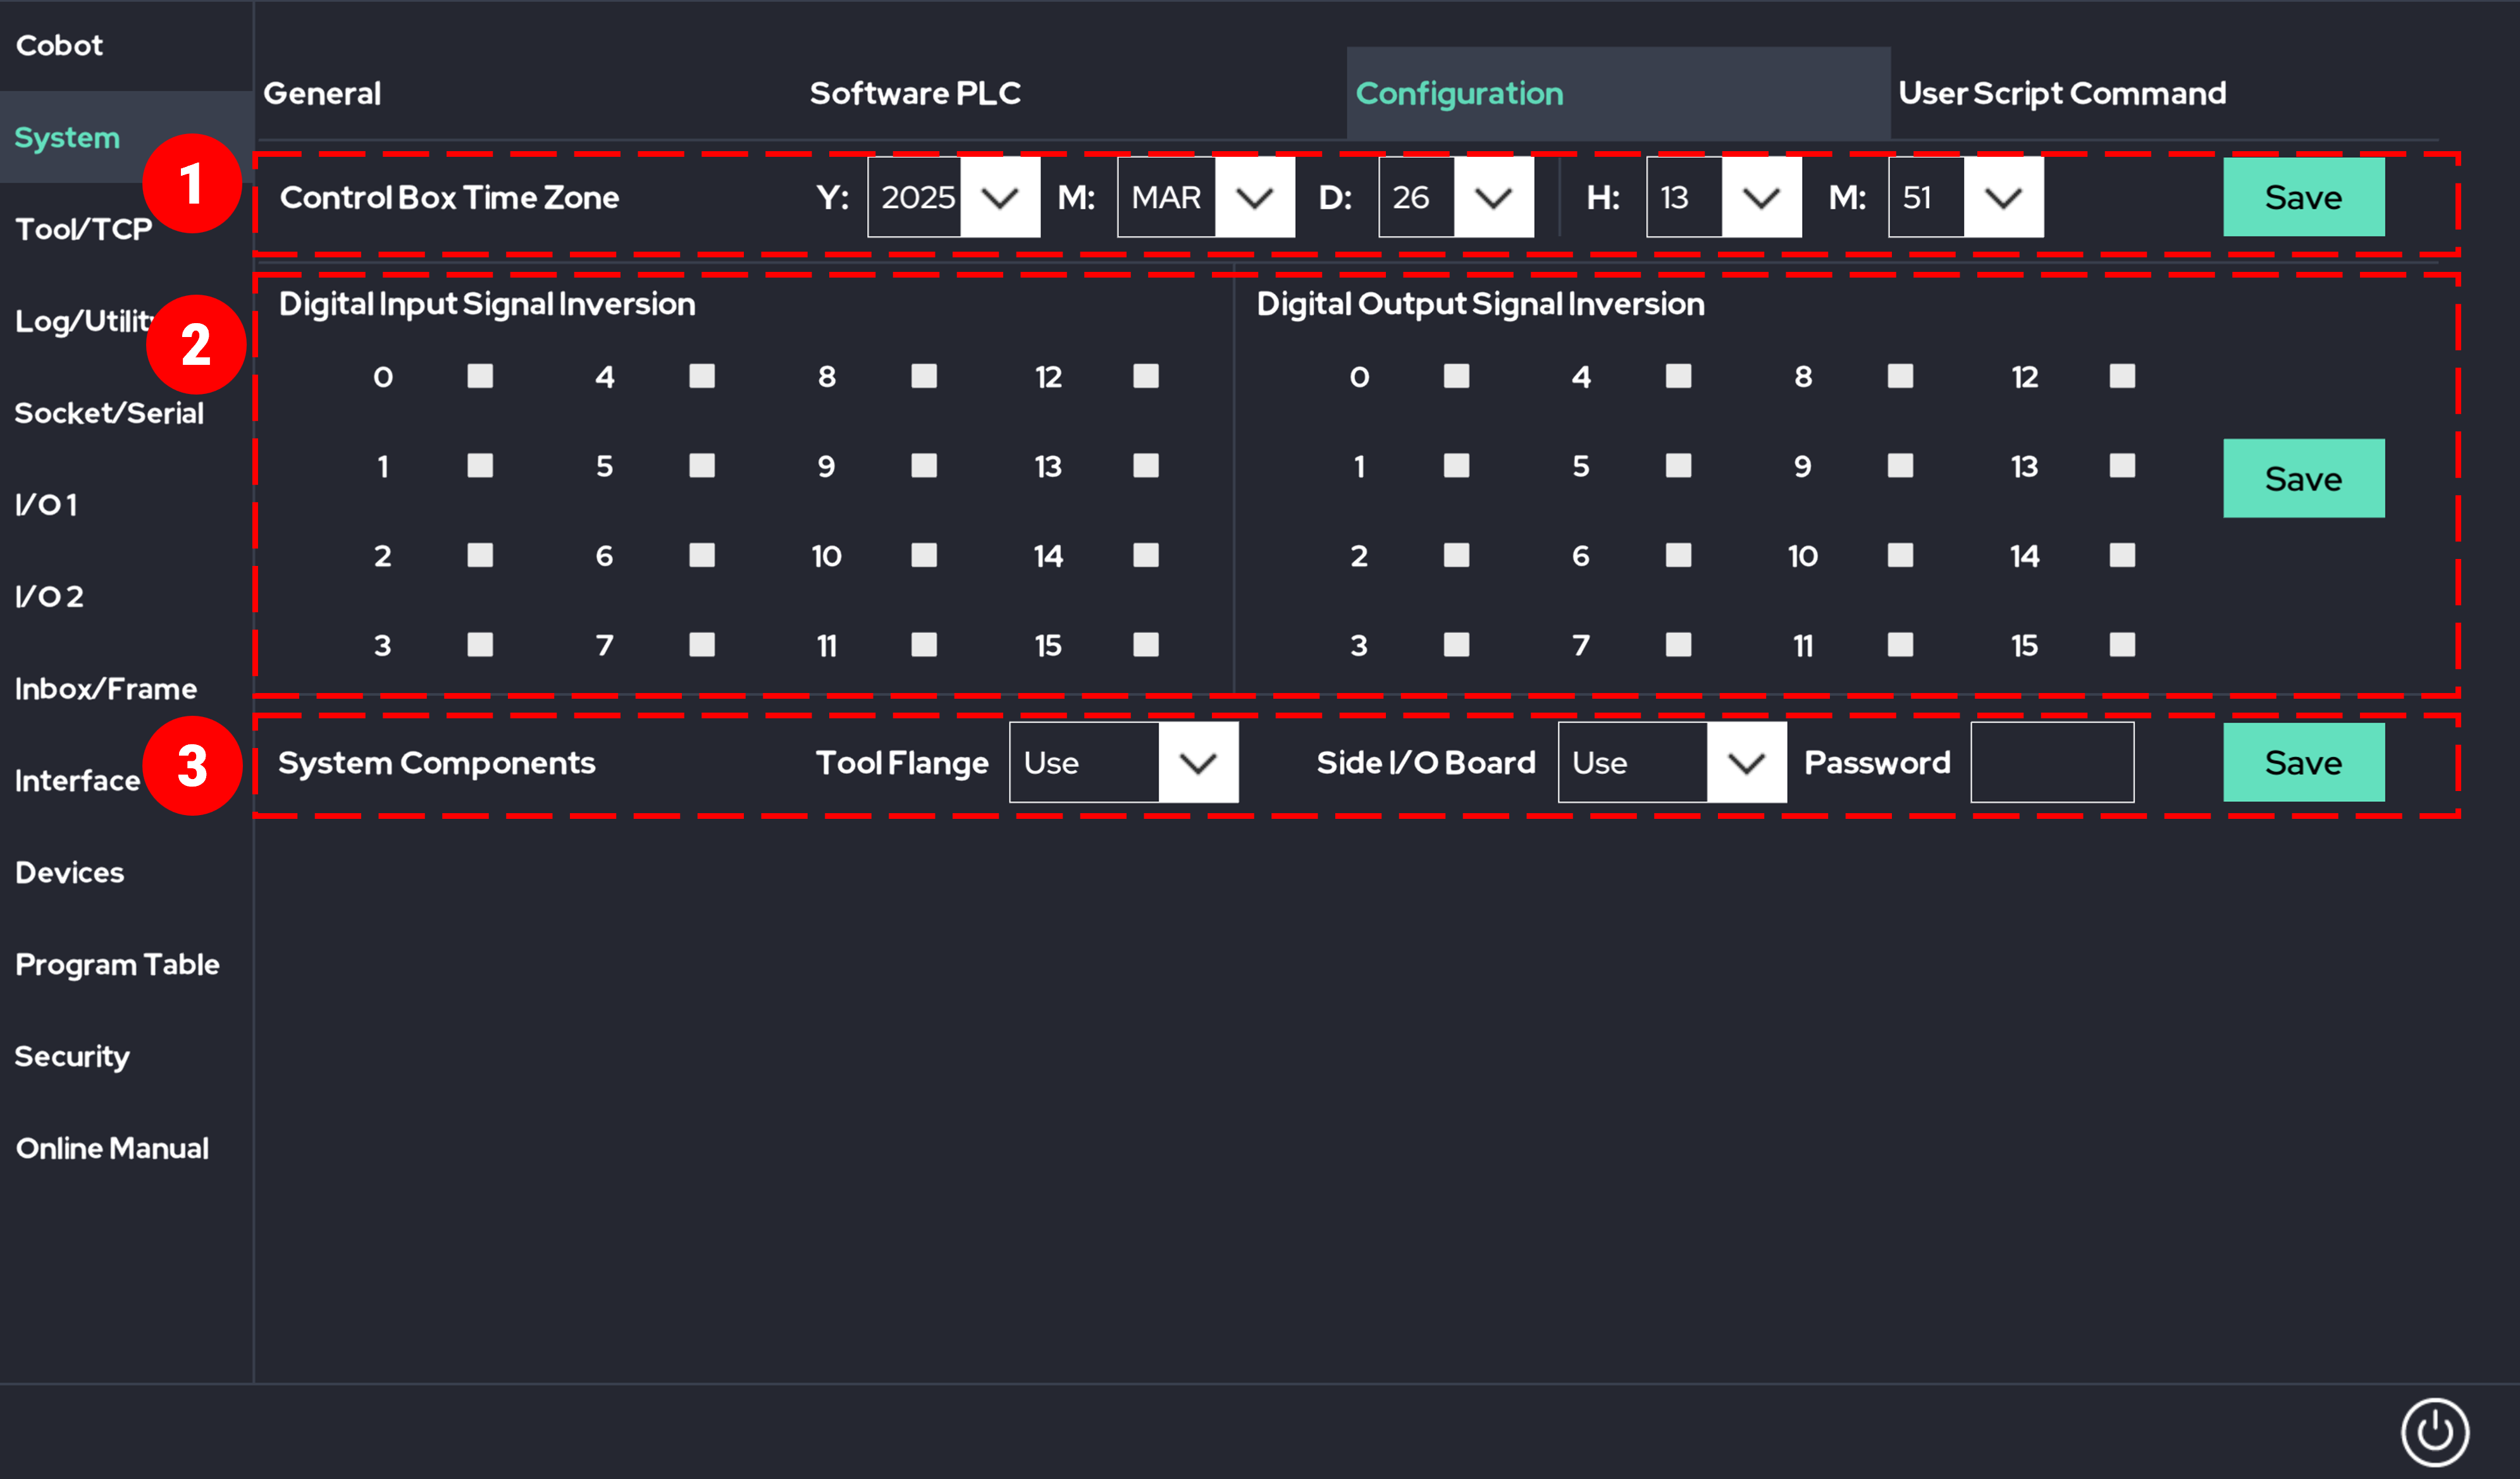 Cobot
System
Tool/TCP
Log/Utility
Socket/Serial
I/O 1
I/O 2
Inbox/Frame
Interface
Devices
Program Table
Security
Online Manual
General Software PLC Configuration User Script Command
1
Control Box Time Zone Y: 2025 M: MAR D: 26 H: 13 M: 51 Save
2
Digital Input Signal Inversion
0 4 8 12
1 5 9 13
2 6 10 14
3 7 11 15
Digital Output Signal Inversion
0 4 8 12
1 5 9 13
2 6 10 14
3 7 11 15
Save
3
System Components Tool Flange Use Side I/O Board Use Password Save